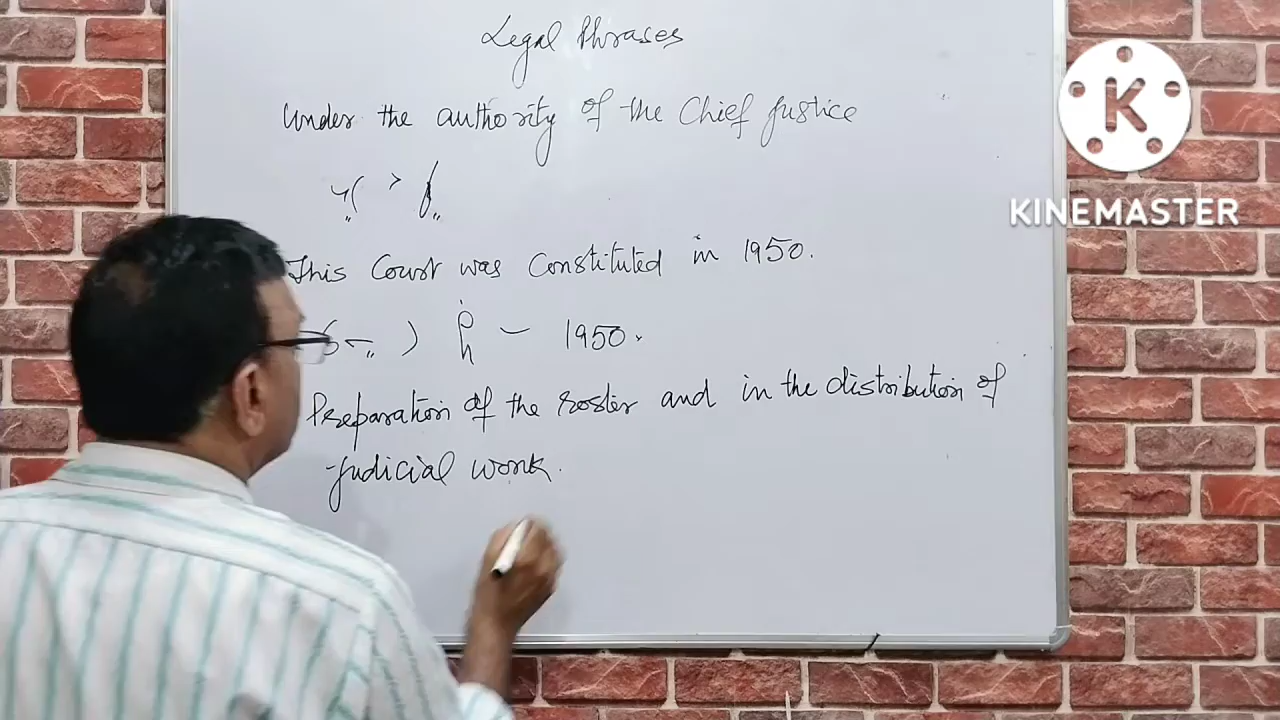 Legal Phrases
Under the authority of the Chief Justice
This Court was Constituted in 1950.
1950.
Preparation of the roster and in the distribution of
judicial work.
K
KINEMASTER